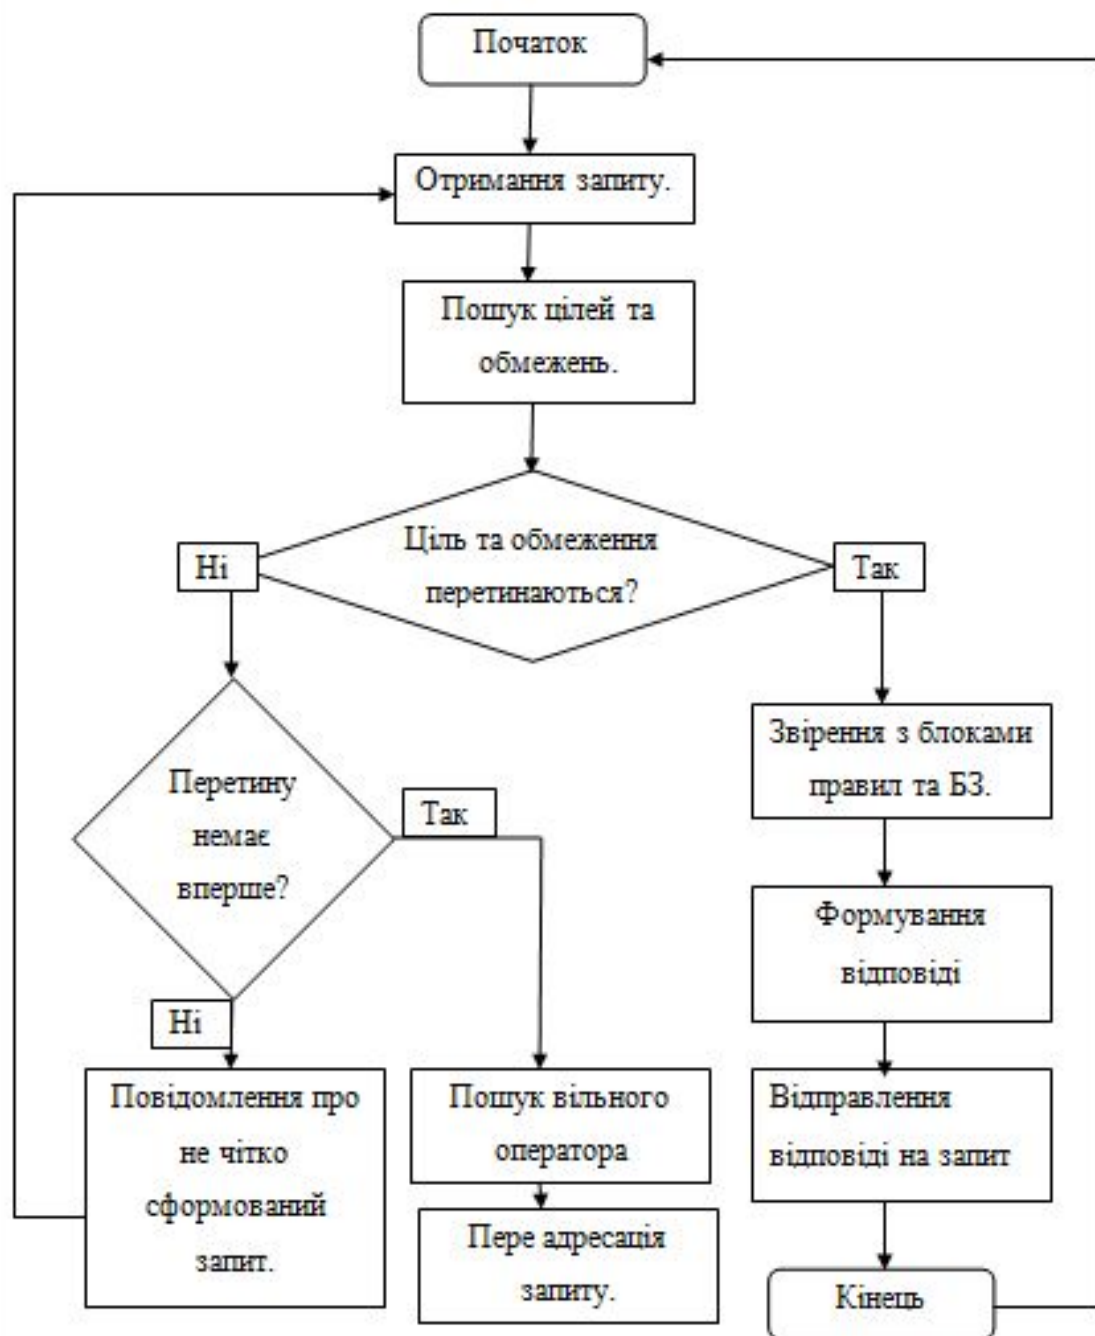 Початок
Отримання запиту.
Пошук цілей та
обмежень.
Ціль та обмеження
перетинаються?
Ні
Так
Перетину
немає
вперше?
Так
Ні
Повідомлення про
не чітко
сформований
запит.
Пошук вільного
оператора
Пере адресація
запиту.
Звірення з блоками
правил та БЗ.
Формування
відповіді
Відправлення
відповіді на запит
Кінець